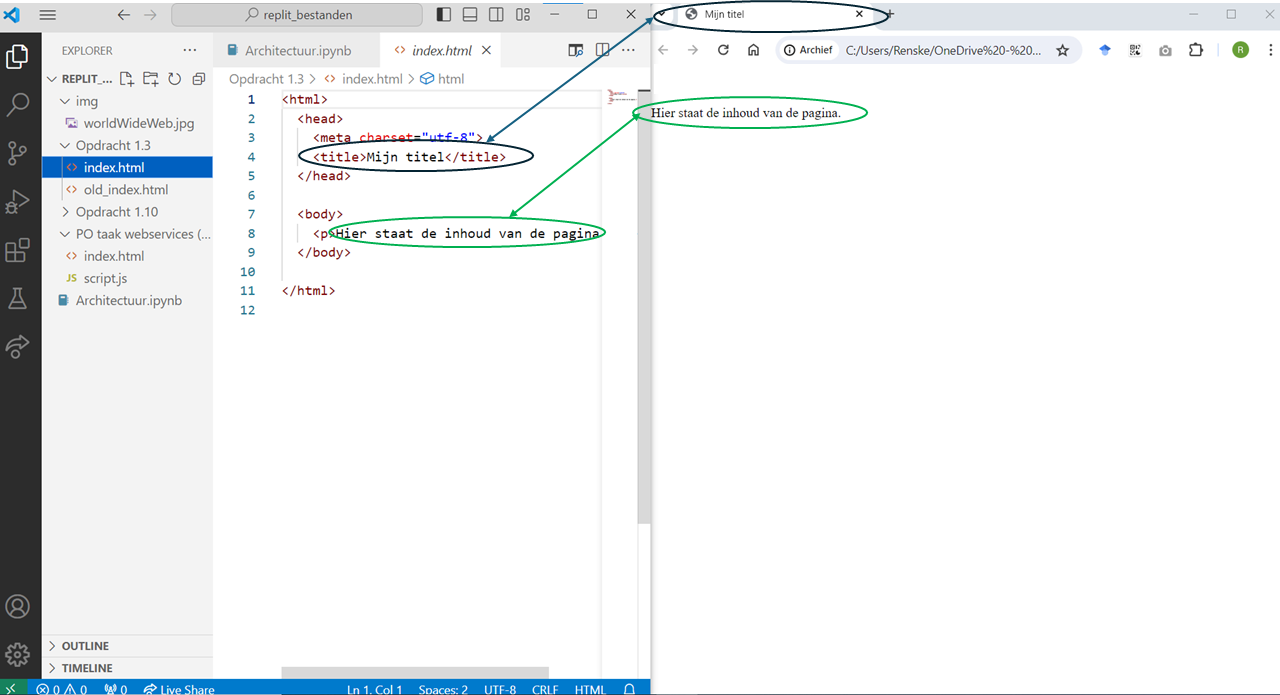 replit_bestanden
Mijn titel
EXPLORER
Architectuur.ipynb
index.html
Archief
C:/Users/Renske/OneDrive%20-%20...
R
REPLIT_...
Opdracht 1.3 > index.html > html
img
worldWideWeb.jpg
Opdracht 1.3
index.html
old_index.html
Opdracht 1.10
PO taak webservices (...
index.html
JS script.js
Architectuur.ipynb
1 <html>
2 <head>
3 <meta charset="utf-8">
4 <title>Mijn titel</title>
5 </head>
6
7 <body>
8 <p>Hier staat de inhoud van de pagina
9 </body>
10
11 </html>
12
Hier staat de inhoud van de pagina.
OUTLINE
TIMELINE
0 0 0 Live Share Ln 1, Col 1 Spaces: 2 UTF-8 CRLF HTML